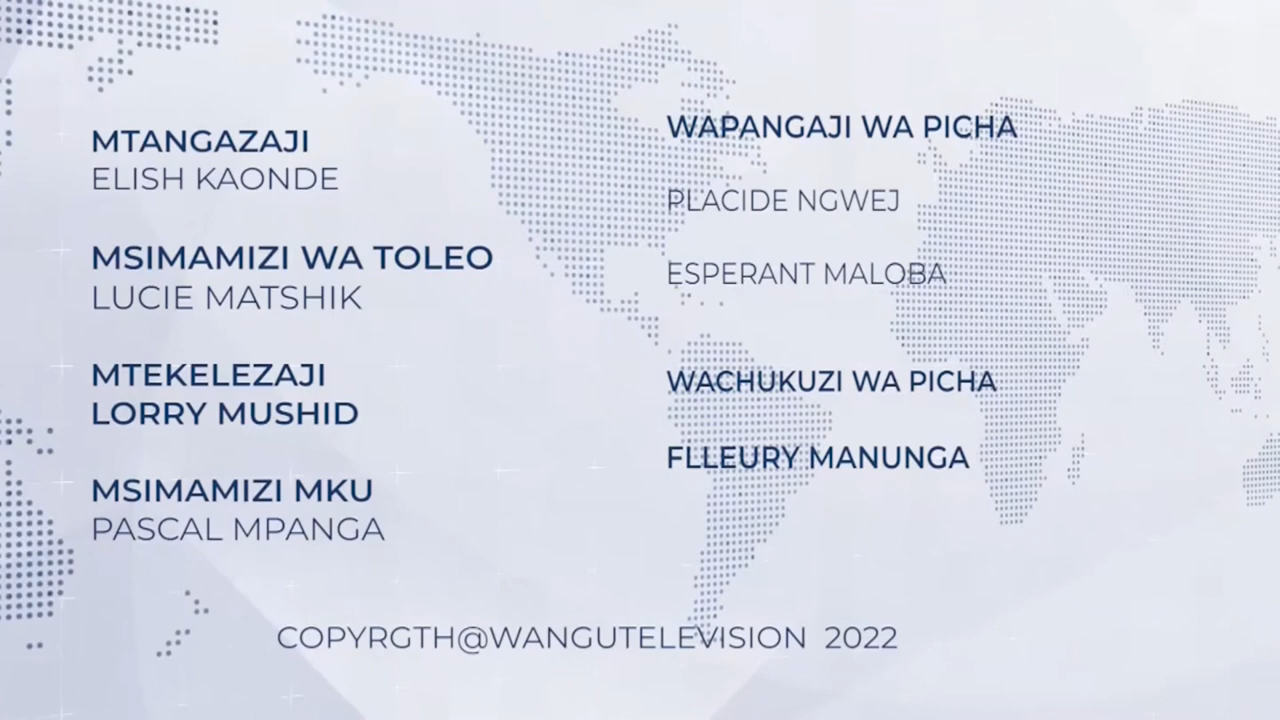 MTANGAZAJI
ELISH KAONDE
MSIMAMIZI WA TOLEO
LUCIE MATSHIK
MTEKELEZAJI
LORRY MUSHID
MSIMAMIZI MKU
PASCAL MPANGA
WAPANGAJI WA PICHA
PLACIDE NGWEJ
ESPERANT MALOBA
WACHUKUZI WA PICHA
FLLEURY MANUNGA
COPYRGTH@WANGUTELEVISION 2022